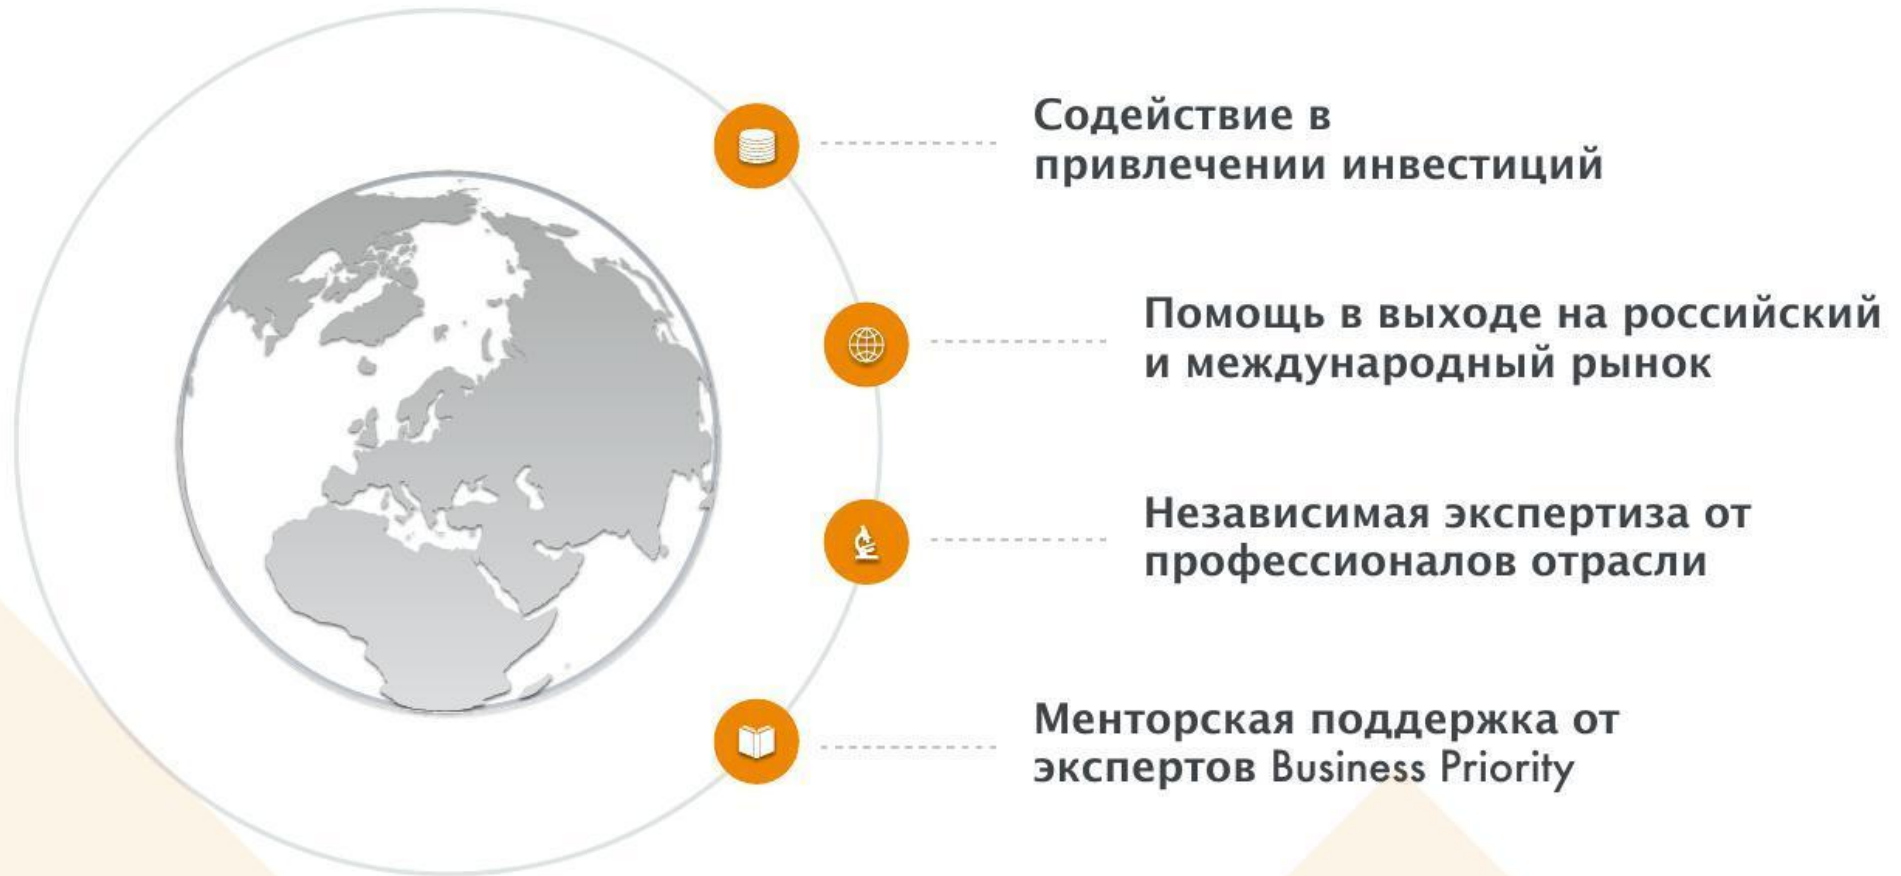 Содействие в
привлечении инвестиций
Помощь в выходе на российский
и международный рынок
Независимая экспертиза от
профессионалов отрасли
Менторская поддержка от
экспертов Business Priority